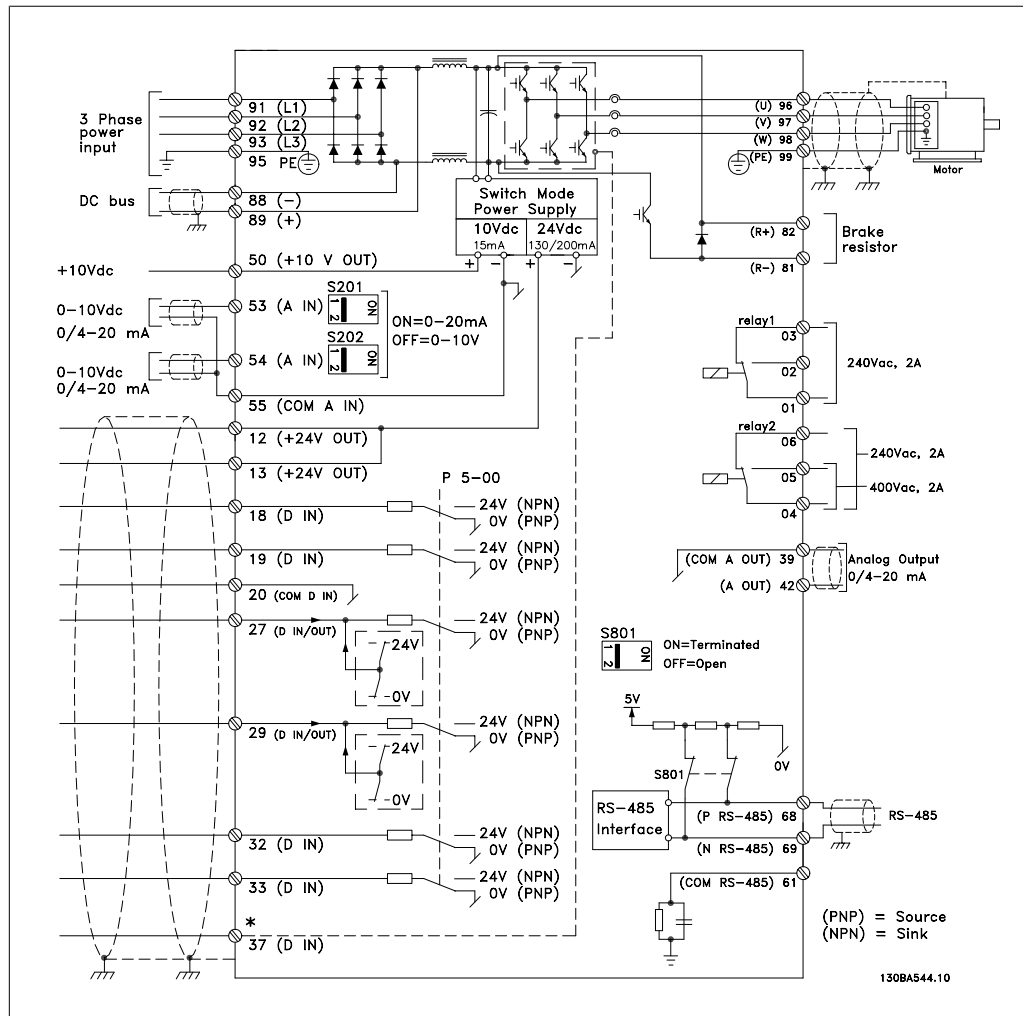 3 Phase
power
input
91 (L1)
92 (L2)
93 (L3)
95 PE
DC bus
88 (-)
89 (+)
+10Vdc
50 (+10 V OUT)
0-10Vdc
0/4-20 mA
53 (A IN)
S201
ON
1 2
ON=0-20mA
OFF=0-10V
0-10Vdc
0/4-20 mA
54 (A IN)
S202
ON
1 2
55 (COM A IN)
12 (+24V OUT)
13 (+24V OUT)
P 5-00
18 (D IN)
24V (NPN)
0V (PNP)
19 (D IN)
24V (NPN)
0V (PNP)
20 (COM D IN)
27 (D IN/OUT)
24V (NPN)
0V (PNP)
24V
0V
29 (D IN/OUT)
24V (NPN)
0V (PNP)
24V
0V
32 (D IN)
24V (NPN)
0V (PNP)
33 (D IN)
24V (NPN)
0V (PNP)
*
37 (D IN)
Switch Mode
Power Supply
10Vdc
15mA
24Vdc
130/200mA
+ - + -
(U) 96
(V) 97
(W) 98
(PE) 99
Motor
(R+) 82
(R-) 81
Brake
resistor
relay1
03
02
01
240Vac, 2A
relay2
06
05
04
240Vac, 2A
400Vac, 2A
(COM A OUT) 39
(A OUT) 42
Analog Output
0/4-20 mA
S801
ON
1 2
ON=Terminated
OFF=Open
5V
0V
S801
RS-485
Interface
(P RS-485) 68
(N RS-485) 69
(COM RS-485) 61
RS-485
(PNP) = Source
(NPN) = Sink
130BA544.10